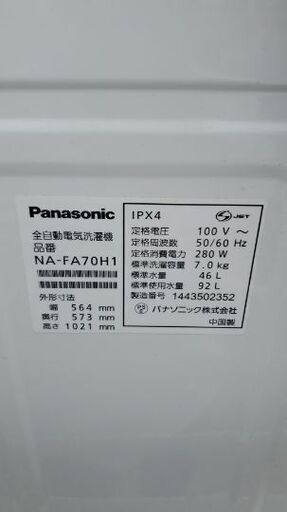 Panasonic
全自動電気洗濯機
品番
NA-FA70H1
外形寸法
幅 564 mm
奥行 573 mm
高さ 1021 mm
IPX4
JET
定格電圧 100 V ～
定格周波数 50/60 Hz
定格消費電力 280 W
標準洗濯容量 7.0 kg
標準水量 46 L
標準使用水量 92 L
製造番号 1443502352
パナソニック株式会社
中国製